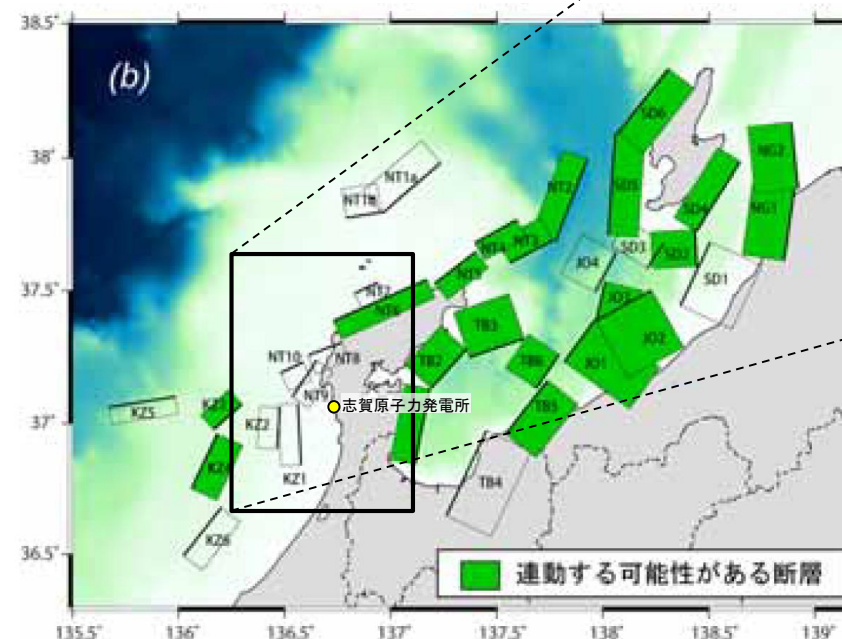 38.5°
(b)
SD6
38°
NT1a
NT1b
NG2
NT2
SD5
SD4
NG1
NT4
NT3
SD3
SD2
JO4
SD1
NT5
37.5°
NT7
NT6
JO3
TB3
JO2
NT10
NT8
TB2
TB6
JO1
NT9
志賀原子力発電所
KZ5
KZ3
TB5
37°
KZ2
KZ4
KZ1
TB4
KZ6
36.5°
連動する可能性がある断層
135.5°
136°
136.5°
137°
137.5°
138°
138.5°
139°